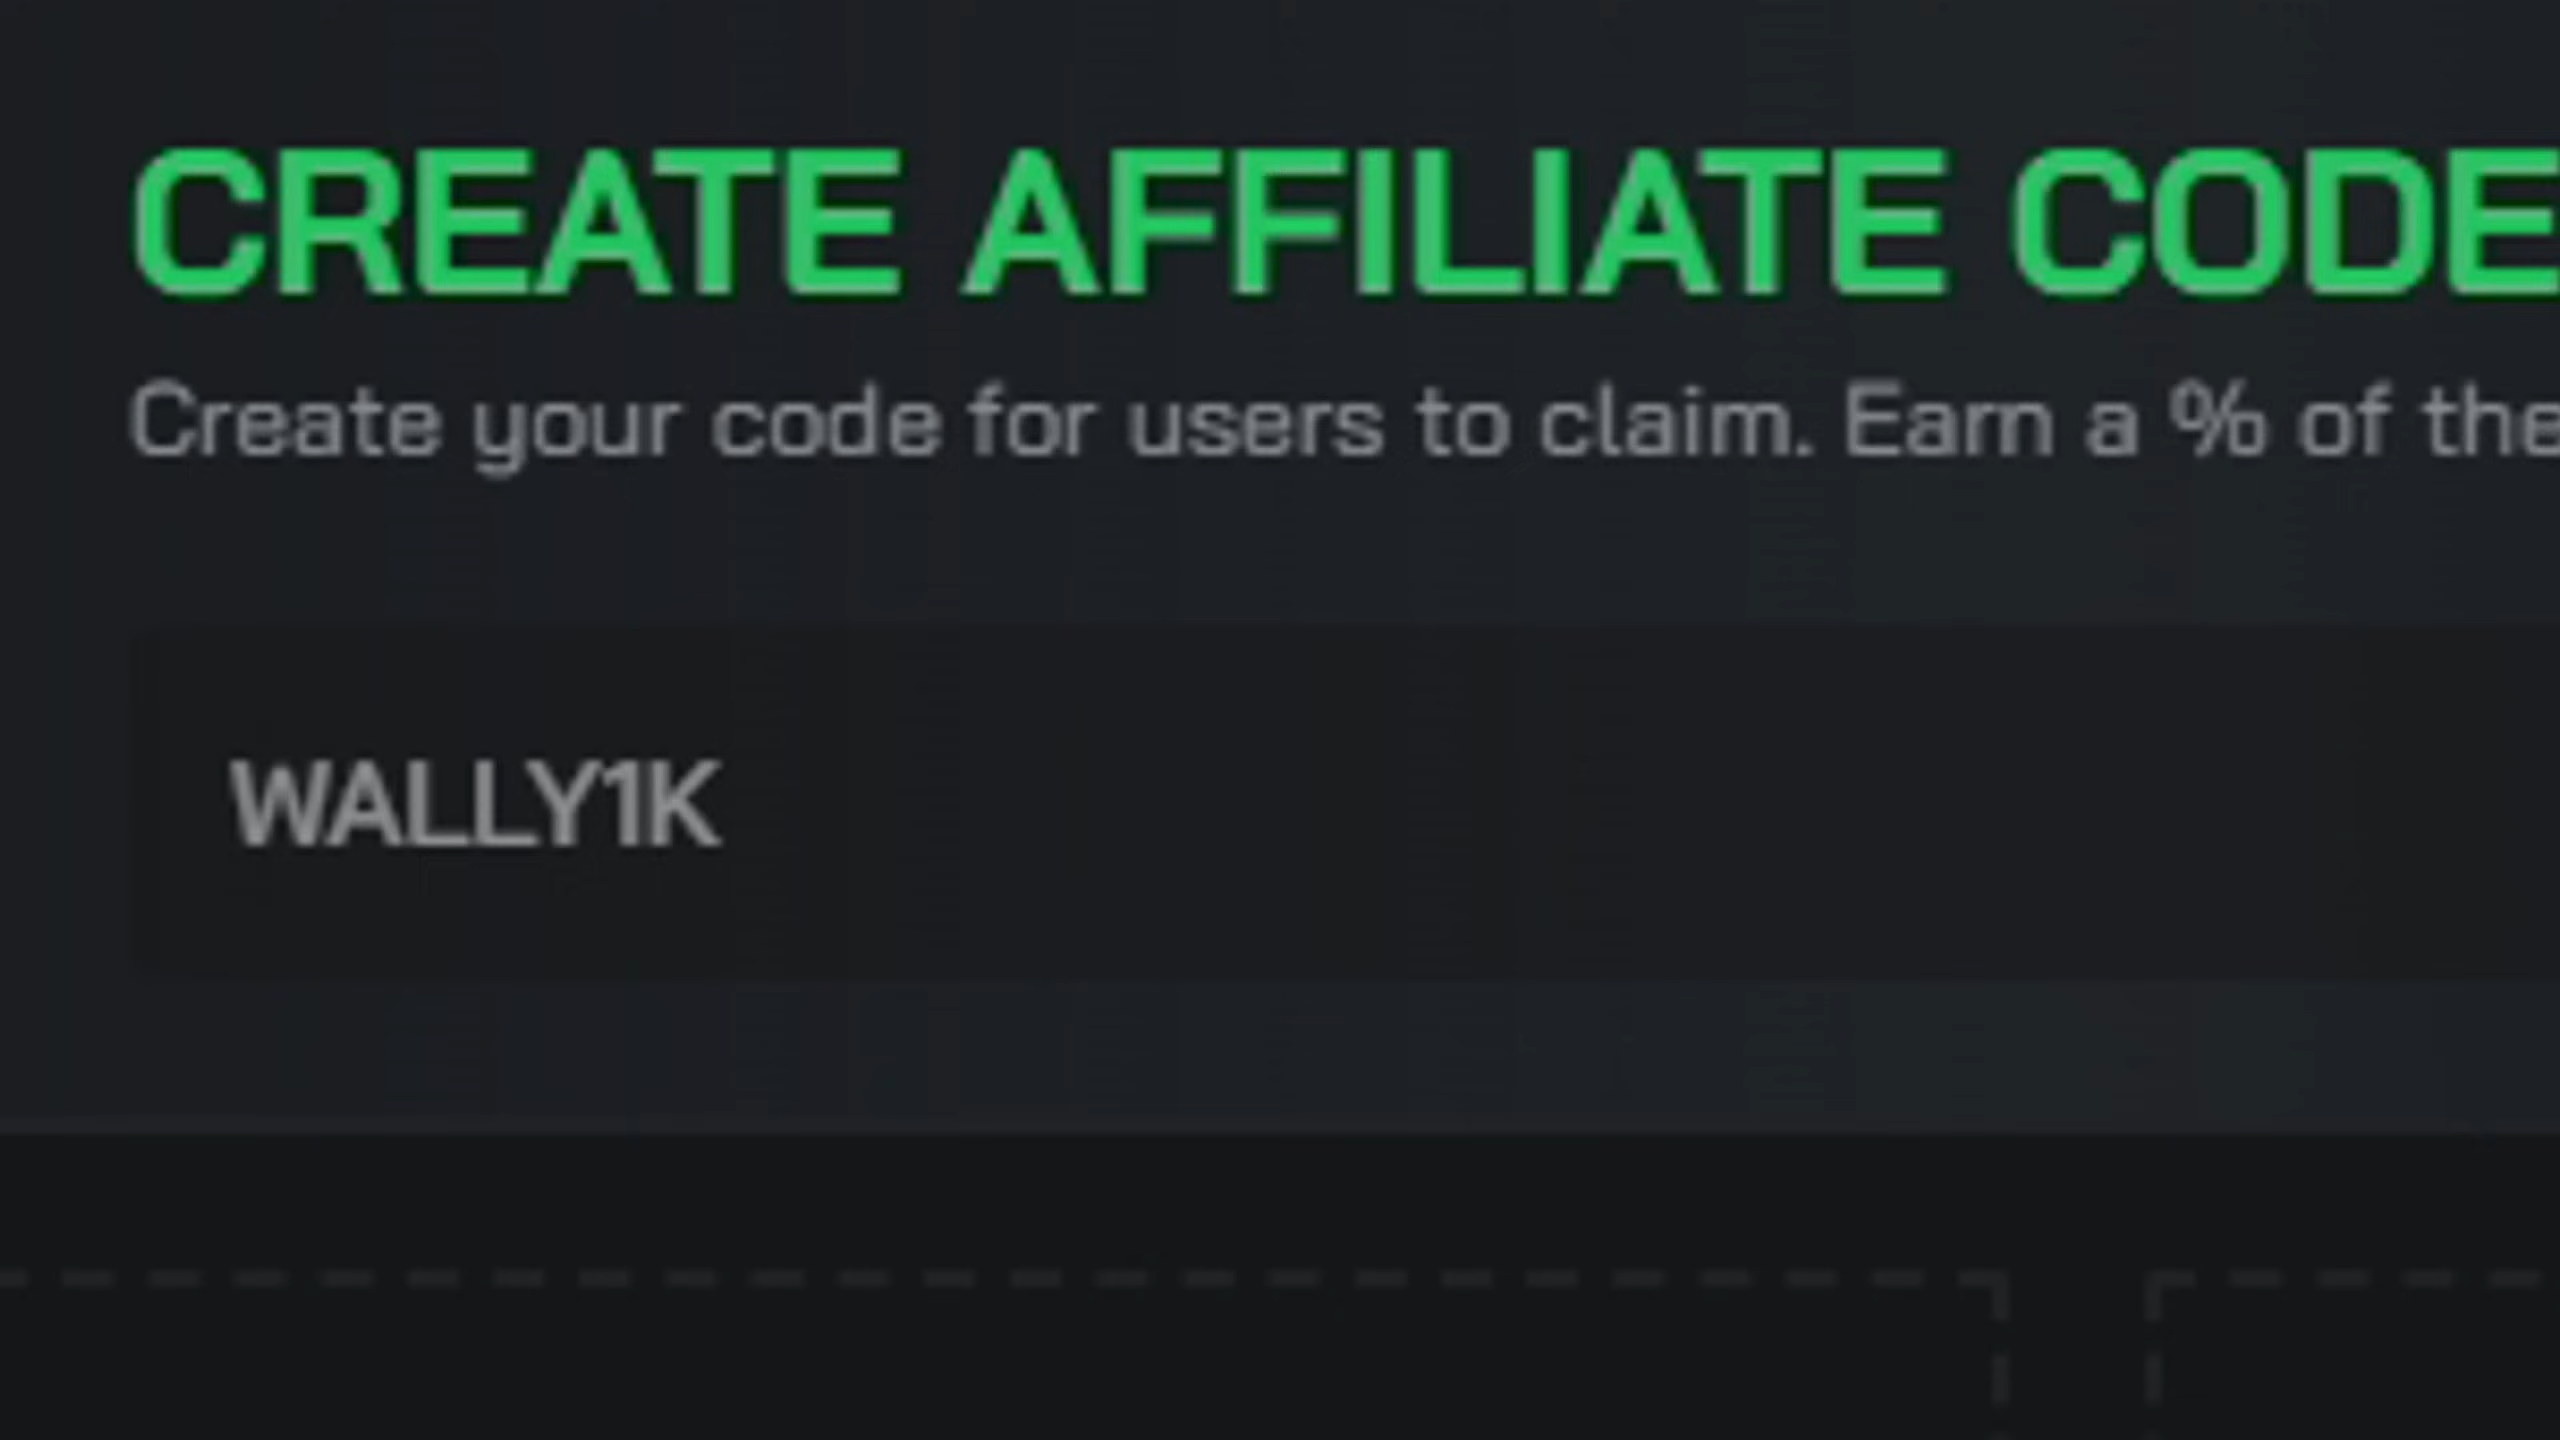 CREATE AFFILIATE CODE
Create your code for users to claim. Earn a % of the
WALLY1K